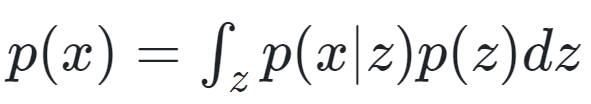 p(x) = ∫_z p(x|z)p(z)dz